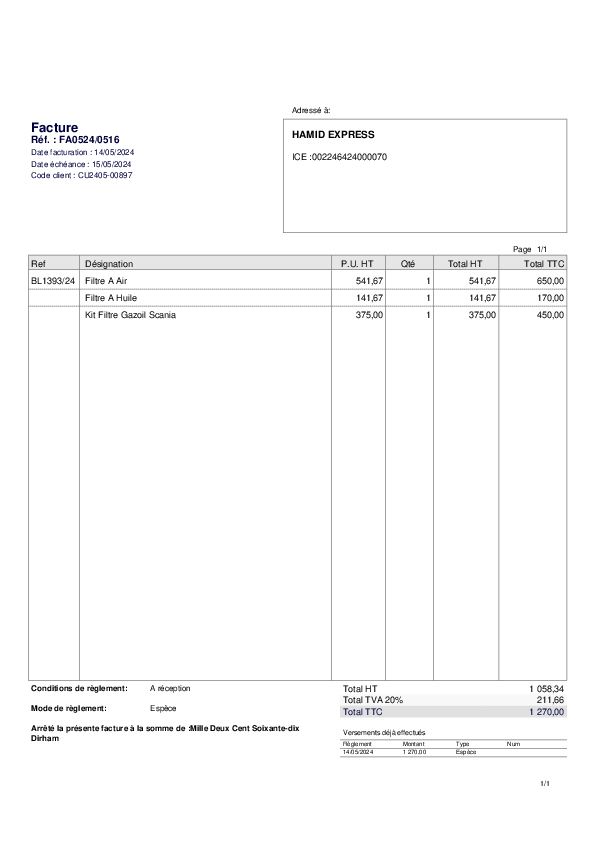 Adressé à:
Facture
Réf. : FA0524/0516
Date facturation : 14/05/2024
Date échéance : 15/05/2024
Code client : CU2405-00897
HAMID EXPRESS
ICE :002246424000070
Page 1/1
Ref Désignation P.U. HT Qté Total HT Total TTC
BL1393/24 Filtre A Air 541,67 1 541,67 650,00
Filtre A Huile 141,67 1 141,67 170,00
Kit Filtre Gazoil Scania 375,00 1 375,00 450,00
Conditions de règlement: A réception
Mode de règlement: Espèce
Arrêté la présente facture à la somme de :Mille Deux Cent Soixante-dix
Dirham
Total HT 1 058,34
Total TVA 20% 211,66
Total TTC 1 270,00
Versements déjà effectués
Règlement Montant Type Num
14/05/2024 1 270,00 Espèce
1/1